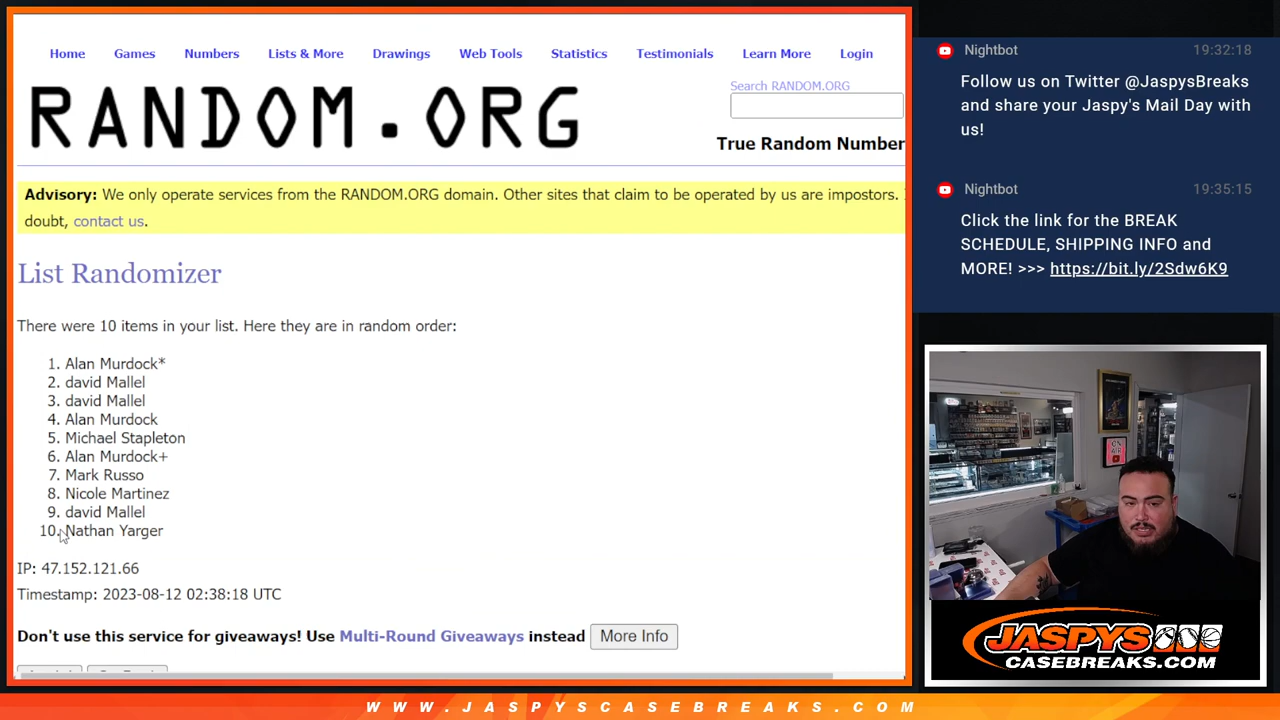 Home Games Numbers Lists & More Drawings Web Tools Statistics Testimonials Learn More Login
RANDOM.ORG
Search RANDOM.ORG
True Random Number
Advisory: We only operate services from the RANDOM.ORG domain. Other sites that claim to be operated by us are impostors.
doubt, contact us.
List Randomizer
There were 10 items in your list. Here they are in random order:
1. Alan Murdock*
2. david Mallel
3. david Mallel
4. Alan Murdock
5. Michael Stapleton
6. Alan Murdock+
7. Mark Russo
8. Nicole Martinez
9. david Mallel
10. Nathan Yarger
IP: 47.152.121.66
Timestamp: 2023-08-12 02:38:18 UTC
Don't use this service for giveaways! Use Multi-Round Giveaways instead More Info
Nightbot 19:32:18
Follow us on Twitter @JaspysBreaks
and share your Jaspy's Mail Day with
us!
Nightbot 19:35:15
Click the link for the BREAK
SCHEDULE, SHIPPING INFO and
MORE! >>> https://bit.ly/2Sdw6K9
ON
AIR
JASPYS
CASEBREAKS.COM
WWW.JASPYSCASEBREAKS.COM